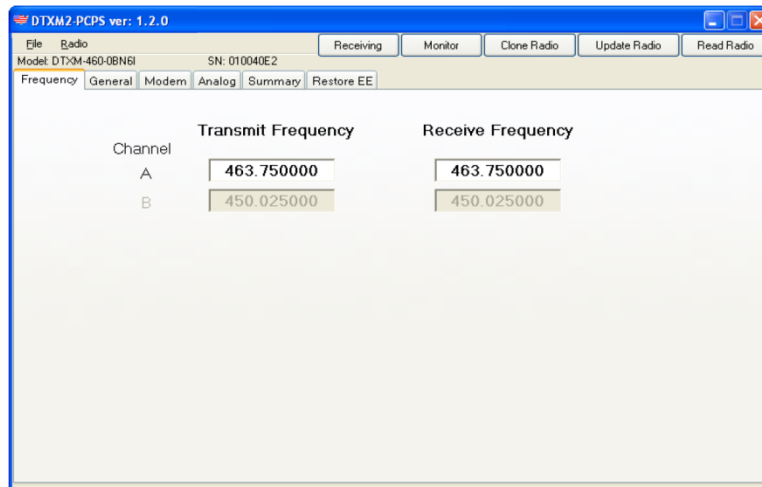 DTXM2-PCPS ver: 1.2.0
File Radio Receiving Monitor Clone Radio Update Radio Read Radio
Model: DTXM-460-0BN6I SN: 010040E2
Frequency General Modem Analog Summary Restore EE
Transmit Frequency Receive Frequency
Channel
A 463.750000 463.750000
B 450.025000 450.025000